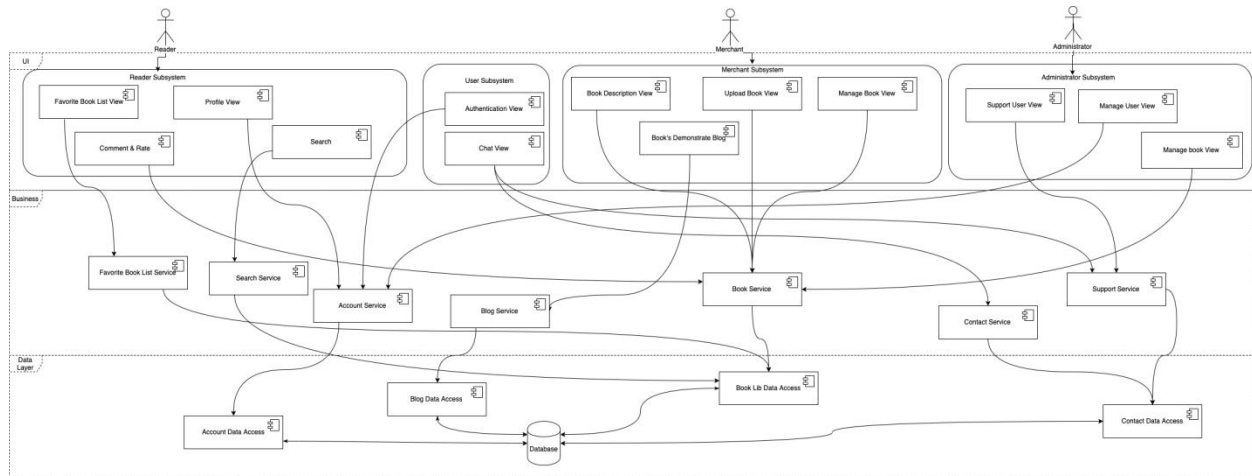 Reader
Merchant
Administrator
UI
Reader Subsystem
User Subsystem
Merchant Subsystem
Administrator Subsystem
Favorite Book List View
Profile View
Authentication View
Book Description View
Upload Book View
Manage Book View
Support User View
Manage User View
Comment & Rate
Search
Chat View
Book's Demonstrate Blog
Manage book View
Business
Favorite Book List Service
Search Service
Account Service
Blog Service
Book Service
Contact Service
Support Service
Data
Layer
Account Data Access
Blog Data Access
Book Lib Data Access
Contact Data Access
Database